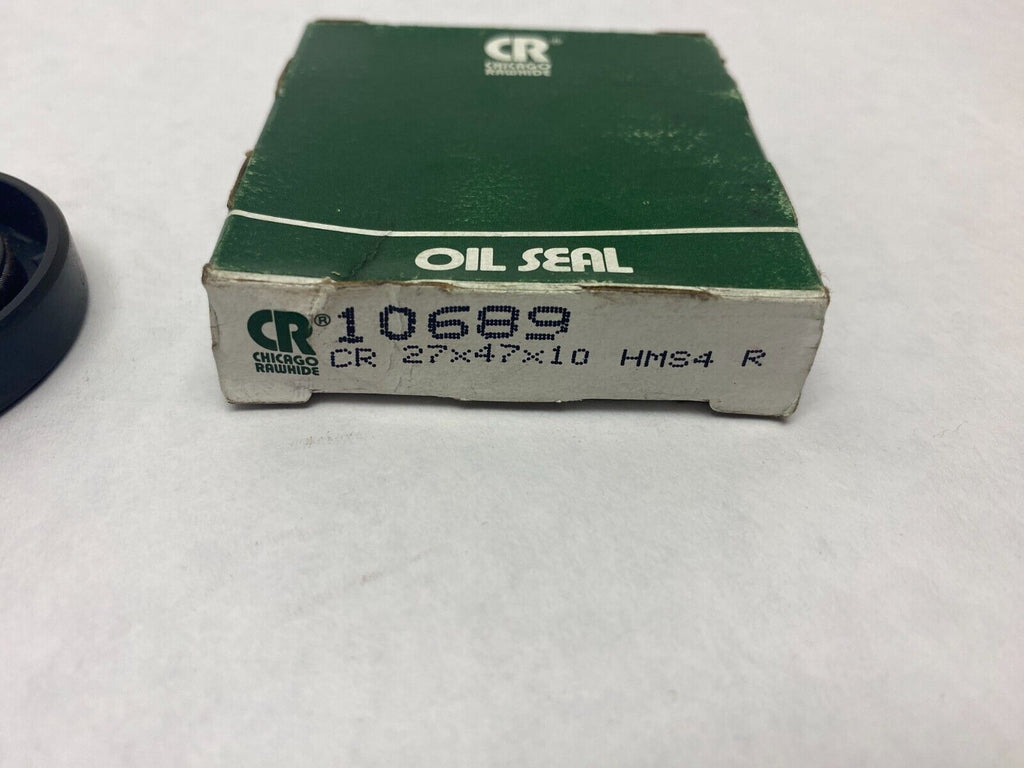 CR®
CHICAGO
RAWHIDE
OIL SEAL
CR® 10689
CHICAGO
RAWHIDE
CR 27x47x10 HMS4 R